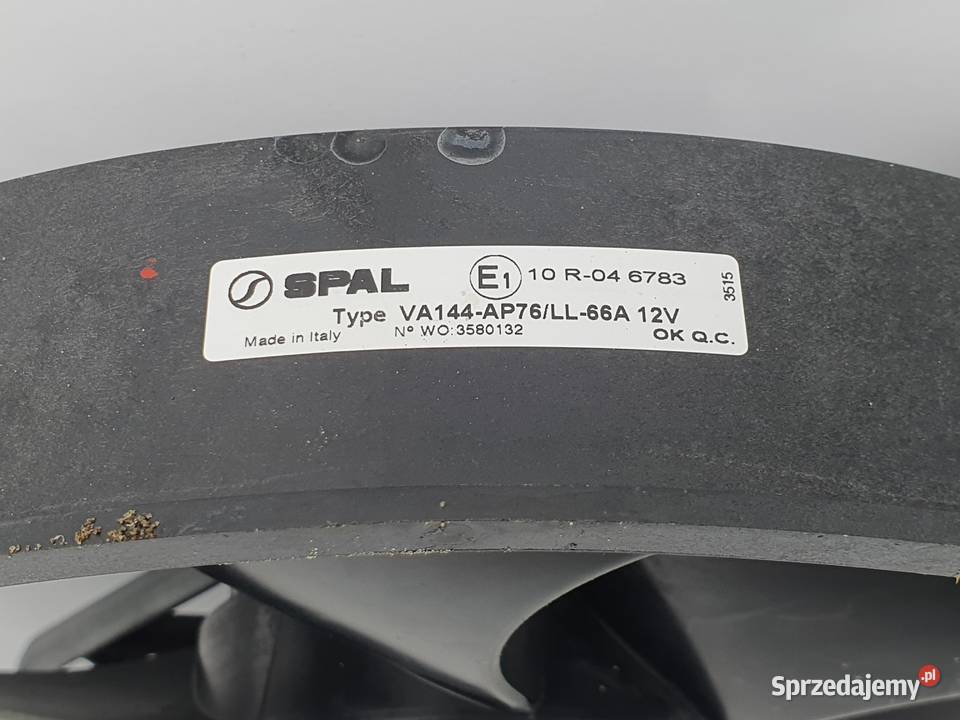 SPAL E1 10 R-04 6783
3515
Type VA144-AP76/LL-66A 12V
Made in Italy Nº WO:3580132 OK Q.C.
Sprzedajemy.pl